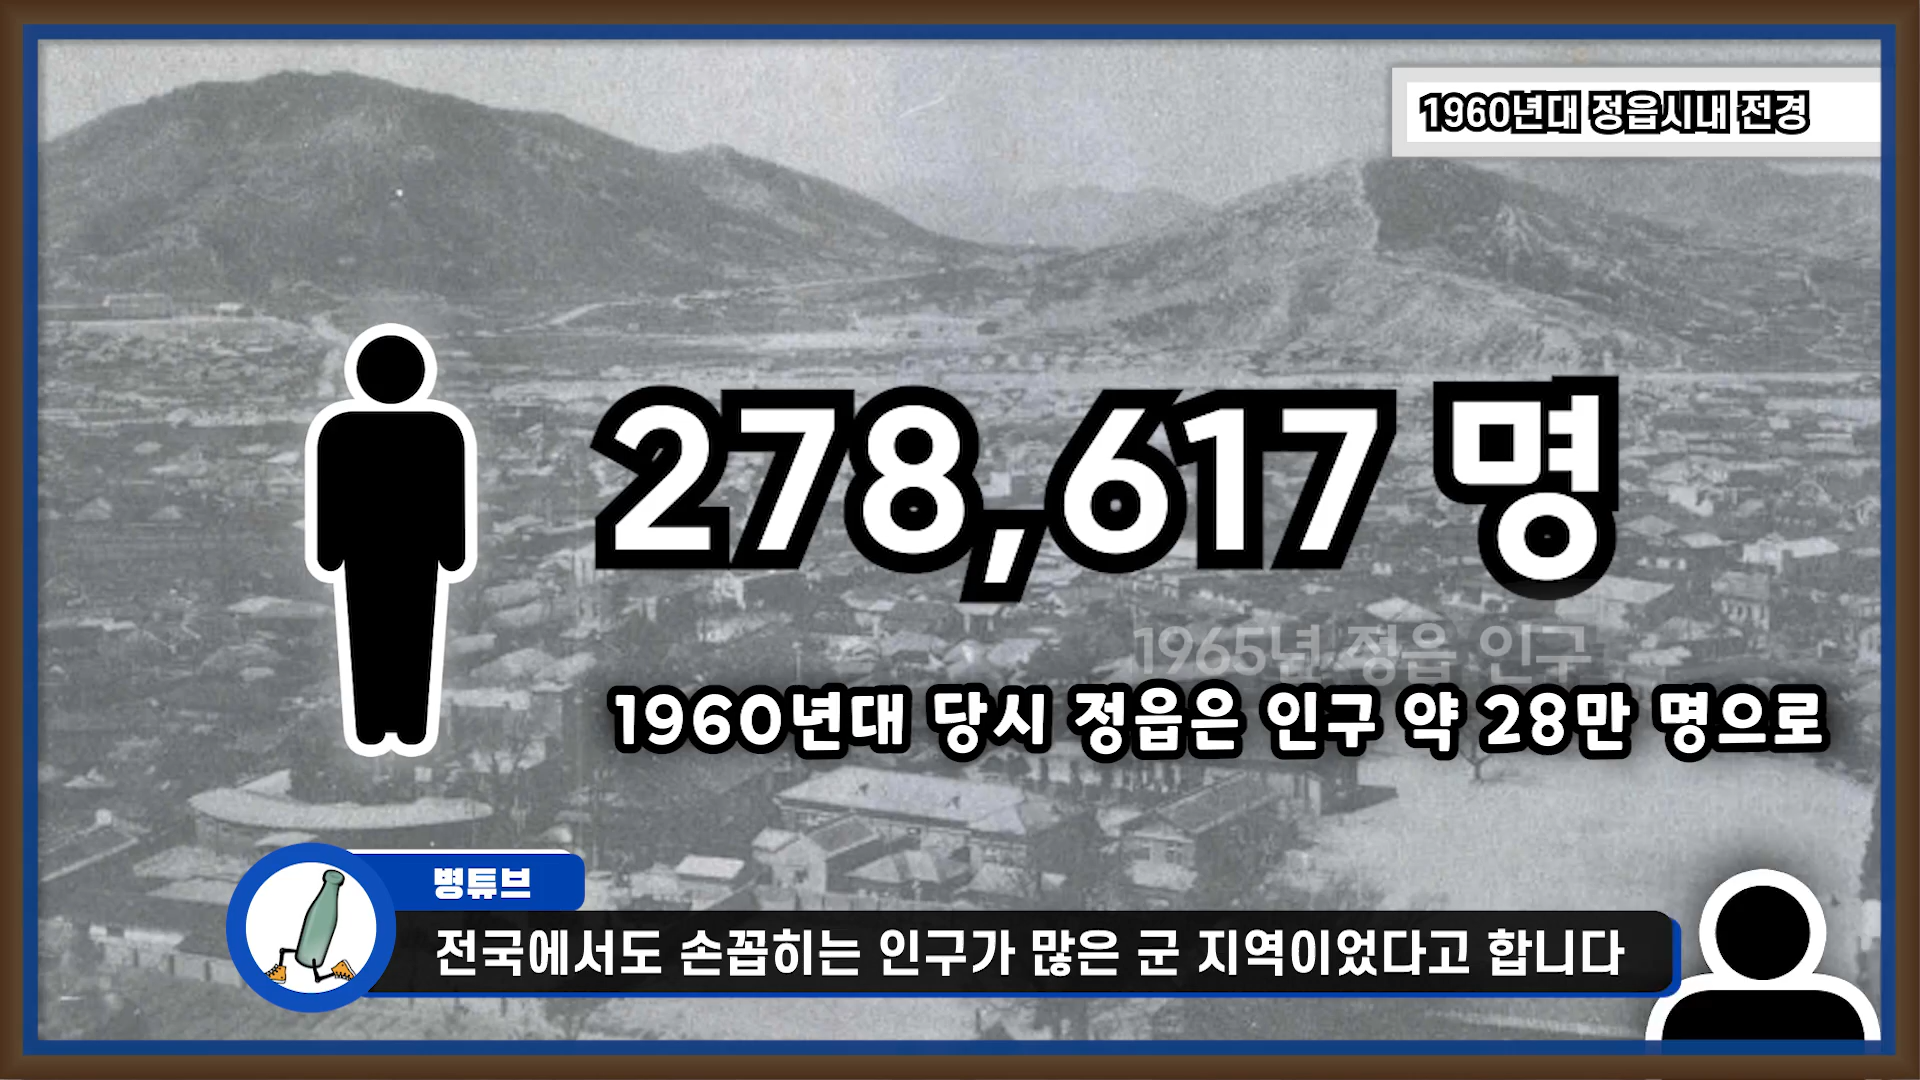 1960년대 정읍시내 전경
278,617 명
1965년 정읍 인구
1960년대 당시 정읍은 인구 약 28만 명으로
병튜브
전국에서도 손꼽히는 인구가 많은 군 지역이었다고 합니다